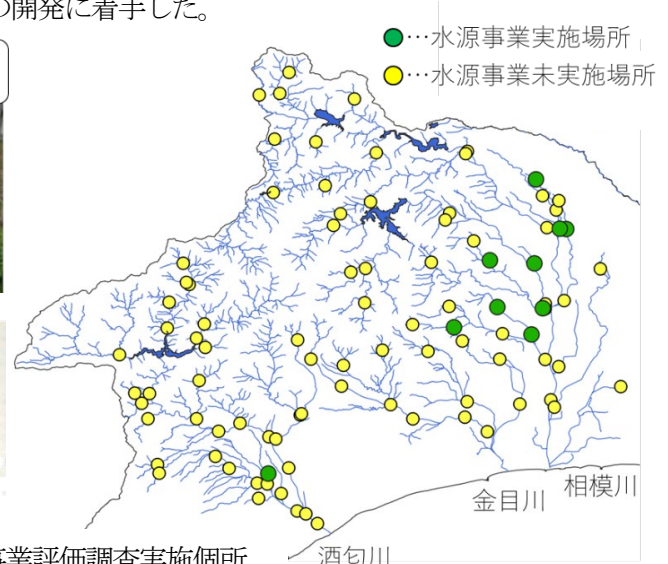 の開発に着手した。
●…水源事業実施場所
●…水源事業未実施場所
金目川
相模川
酒匂川
事業評価調査実施個所